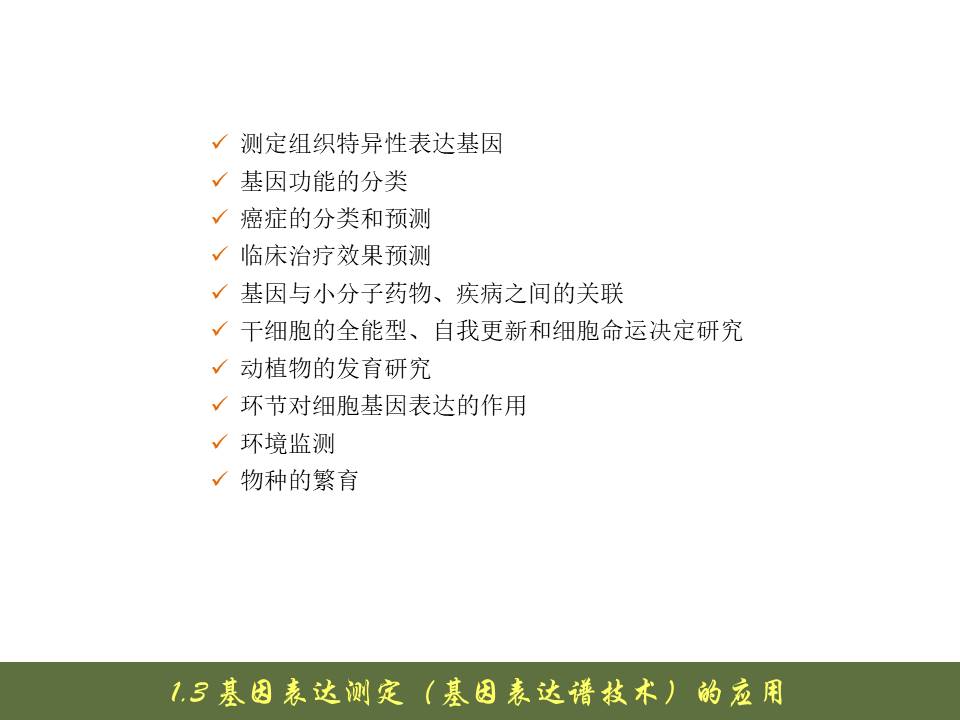 测定组织特异性表达基因
基因功能的分类
癌症的分类和预测
临床治疗效果预测
基因与小分子药物、疾病之间的关联
干细胞的全能型、自我更新和细胞命运决定研究
动植物的发育研究
环节对细胞基因表达的作用
环境监测
物种的繁育
1.3 基因表达测定（基因表达谱技术）的应用